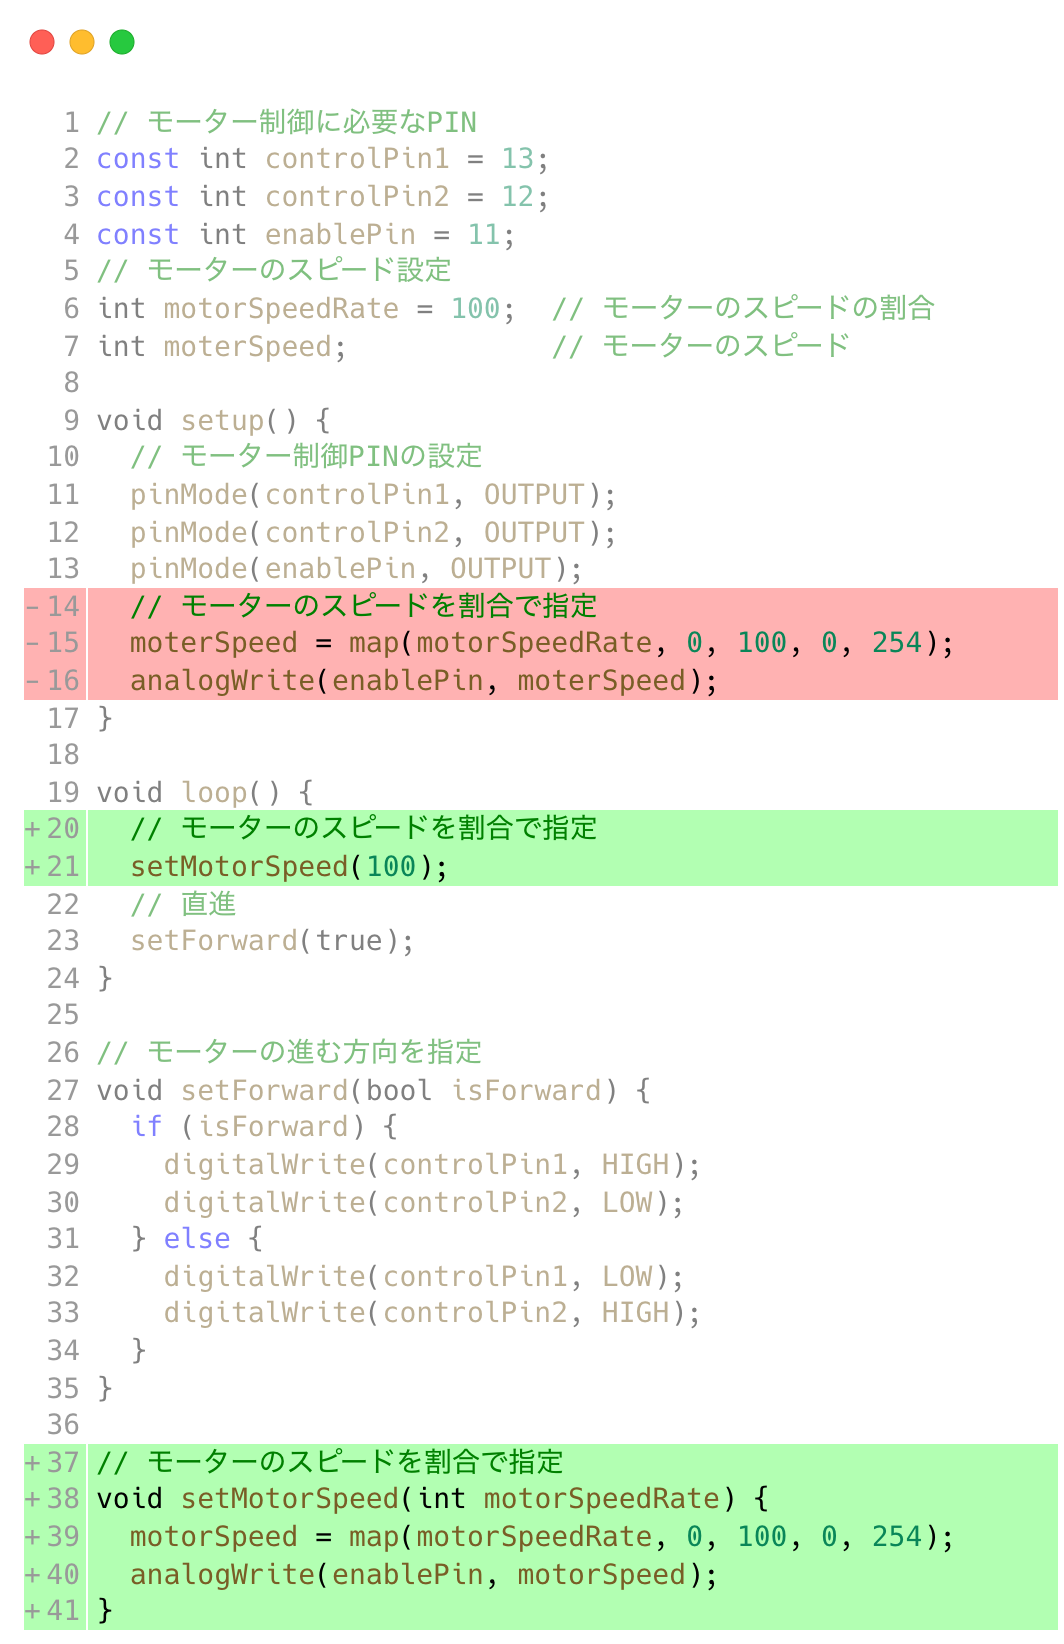 1 // モーター制御に必要なPIN
2 const int controlPin1 = 13;
3 const int controlPin2 = 12;
4 const int enablePin = 11;
5 // モーターのスピード設定
6 int motorSpeedRate = 100;  // モーターのスピードの割合
7 int moterSpeed;            // モーターのスピード
8
9 void setup() {
10   // モーター制御PINの設定
11   pinMode(controlPin1, OUTPUT);
12   pinMode(controlPin2, OUTPUT);
13   pinMode(enablePin, OUTPUT);
- 14   // モーターのスピードを割合で指定
- 15   moterSpeed = map(motorSpeedRate, 0, 100, 0, 254);
- 16   analogWrite(enablePin, moterSpeed);
17 }
18
19 void loop() {
+ 20   // モーターのスピードを割合で指定
+ 21   setMotorSpeed(100);
22   // 直進
23   setForward(true);
24 }
25
26 // モーターの進む方向を指定
27 void setForward(bool isForward) {
28   if (isForward) {
29     digitalWrite(controlPin1, HIGH);
30     digitalWrite(controlPin2, LOW);
31   } else {
32     digitalWrite(controlPin1, LOW);
33     digitalWrite(controlPin2, HIGH);
34   }
35 }
36
+ 37 // モーターのスピードを割合で指定
+ 38 void setMotorSpeed(int motorSpeedRate) {
+ 39   motorSpeed = map(motorSpeedRate, 0, 100, 0, 254);
+ 40   analogWrite(enablePin, motorSpeed);
+ 41 }